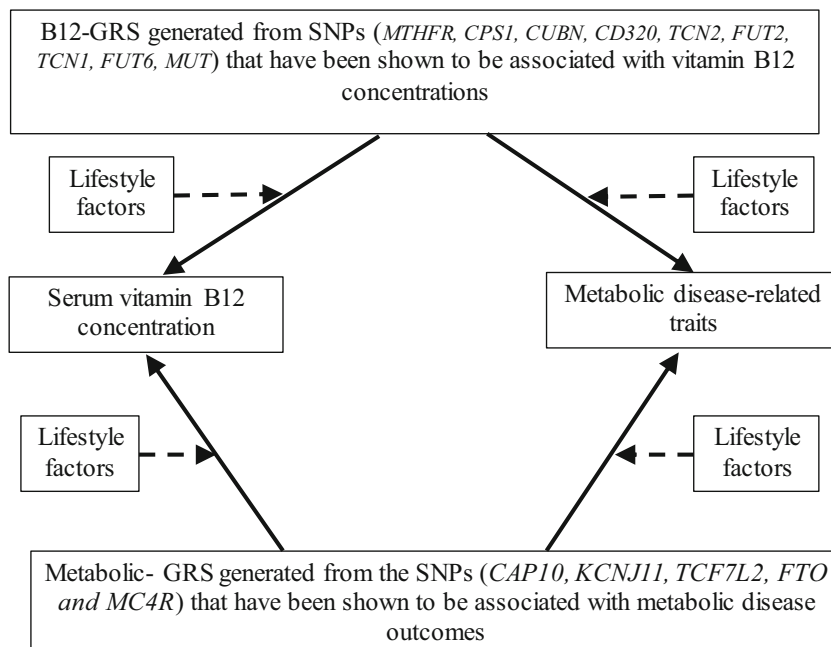 B12-GRS generated from SNPs (MTHFR, CPS1, CUBN, CD320, TCN2, FUT2,
TCN1, FUT6, MUT) that have been shown to be associated with vitamin B12
concentrations
Lifestyle
factors
Lifestyle
factors
Serum vitamin B12
concentration
Metabolic disease-related
traits
Lifestyle
factors
Lifestyle
factors
Metabolic- GRS generated from the SNPs (CAP10, KCNJ11, TCF7L2, FTO
and MC4R) that have been shown to be associated with metabolic disease
outcomes